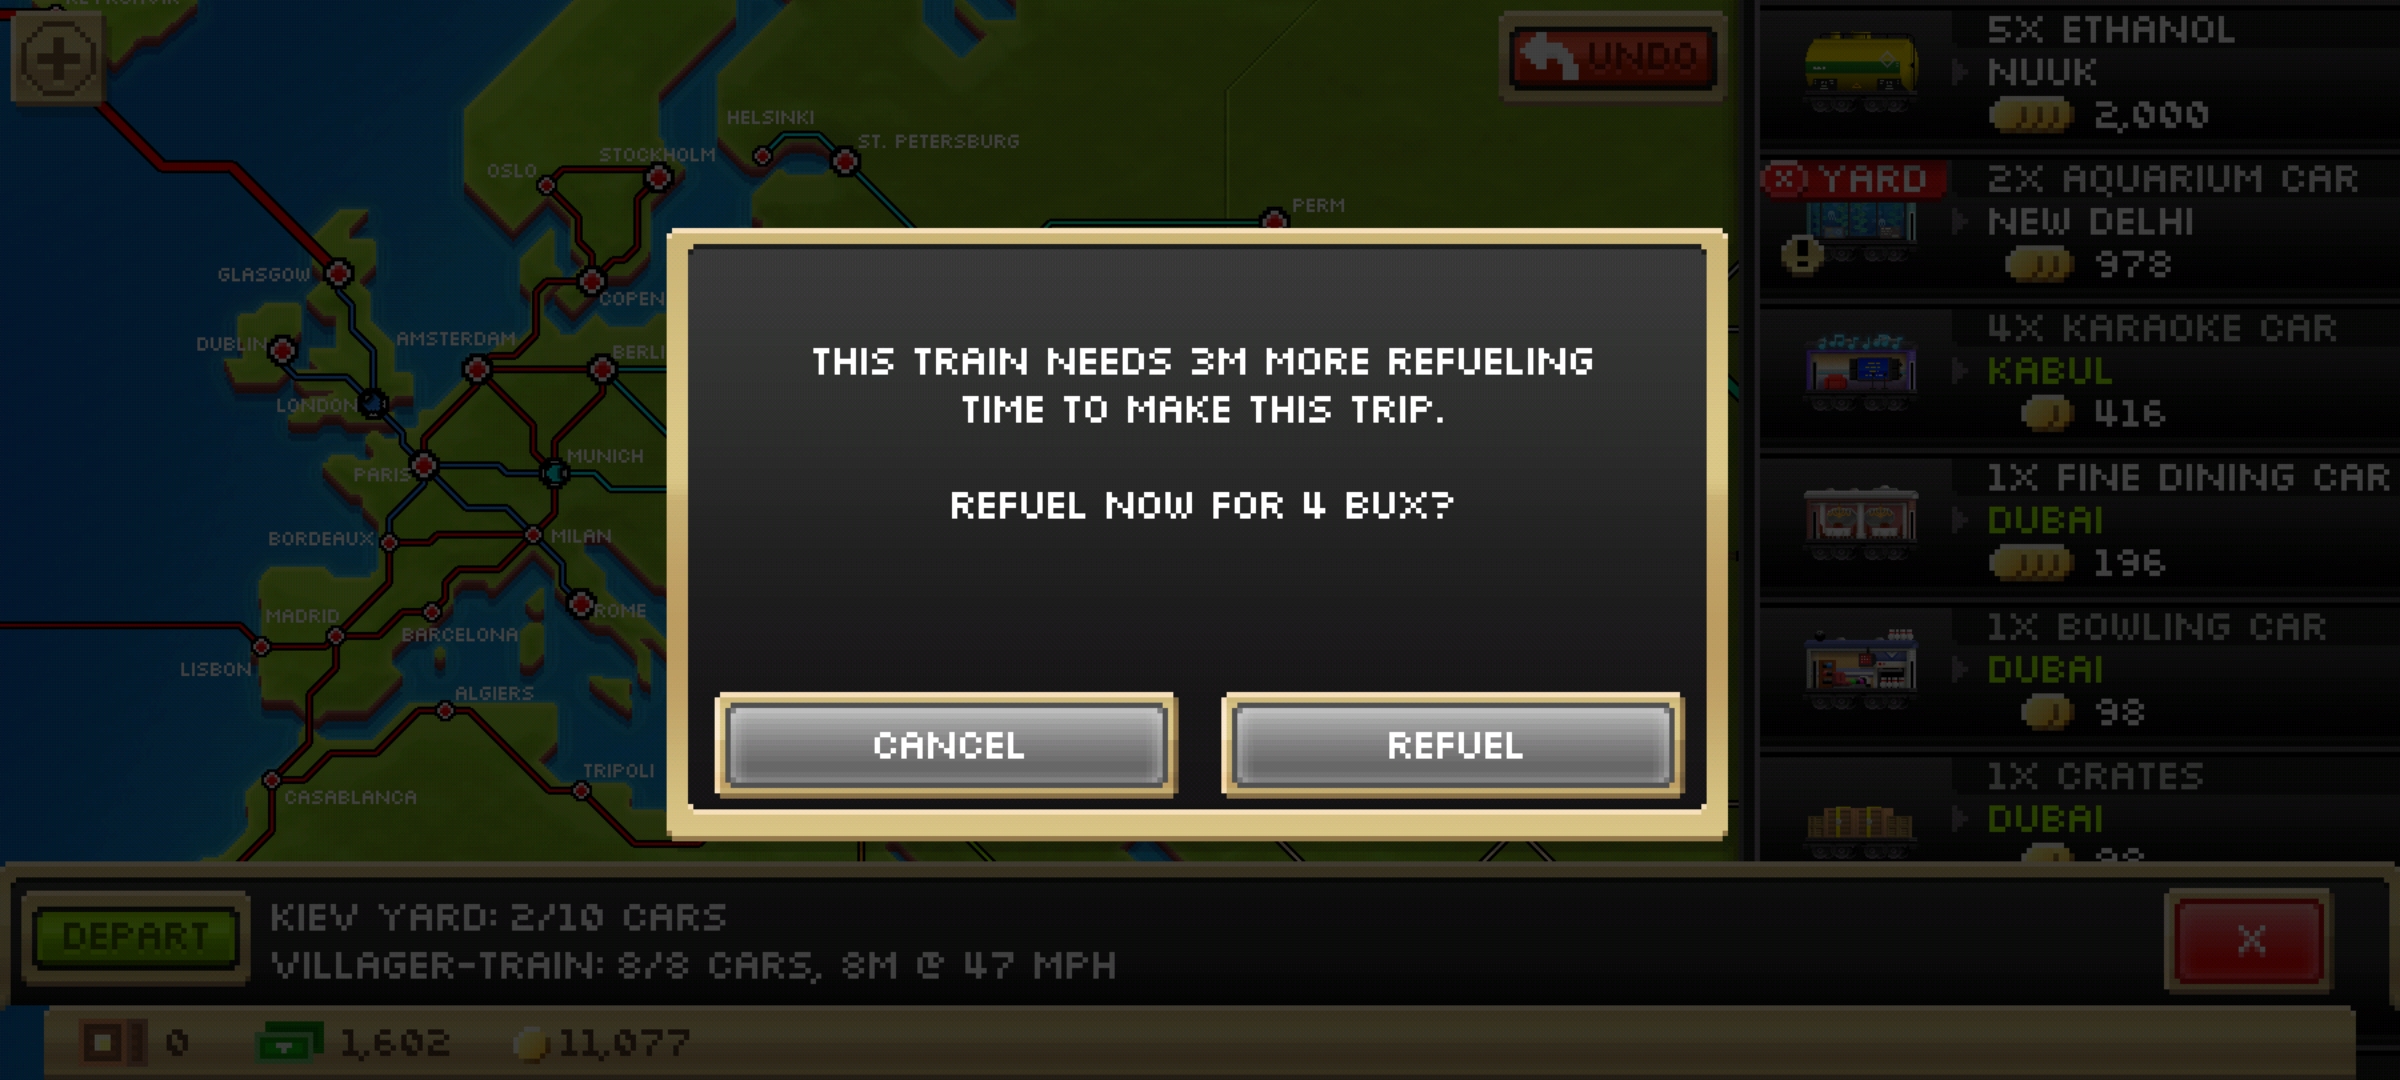 UNDO
HELSINKI
ST. PETERSBURG
STOCKHOLM
OSLO
PERM
GLASGOW
COPEN
DUBLIN
AMSTERDAM
BERLI
LONDON
PARIS
MUNICH
BORDEAUX
MILAN
MADRID
BARCELONA
ROME
LISBON
ALGIERS
TRIPOLI
CASABLANCA
THIS TRAIN NEEDS 3M MORE REFUELING
TIME TO MAKE THIS TRIP.
REFUEL NOW FOR 4 BUX?
CANCEL
REFUEL
5X ETHANOL
NUUK
2,000
YARD
2X AQUARIUM CAR
NEW DELHI
978
4X KARAOKE CAR
KABUL
416
1X FINE DINING CAR
DUBAI
196
1X BOWLING CAR
DUBAI
98
1X CRATES
DUBAI
DEPART
KIEV YARD: 2/10 CARS
VILLAGER-TRAIN: 8/8 CARS, 8M @ 47 MPH
X
0
1,602
11,077